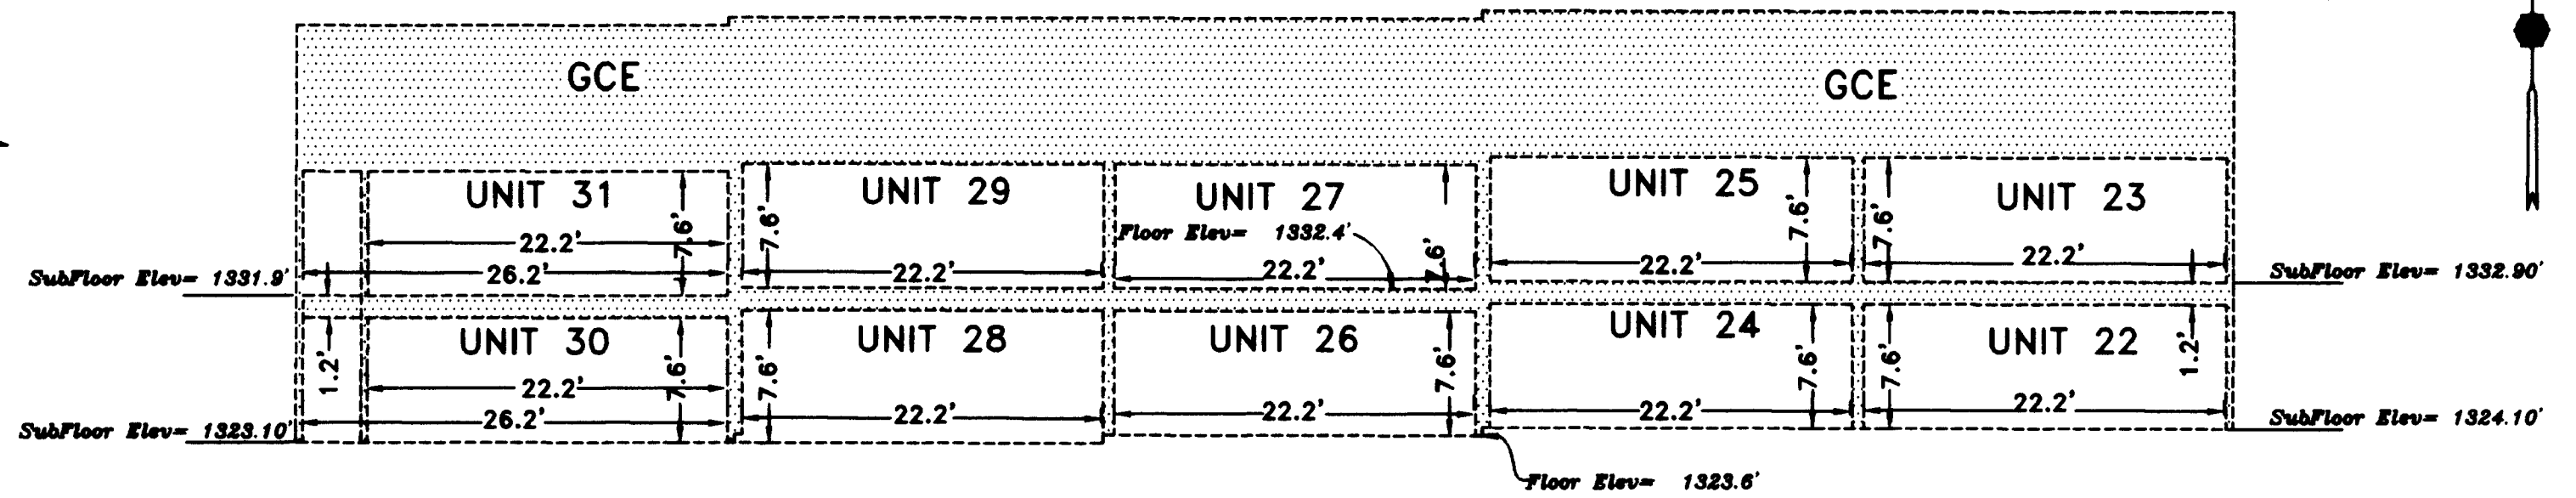 GCE GCE
UNIT 31 UNIT 29 UNIT 27 UNIT 25 UNIT 23
7.6' 7.6' 7.6' 7.6' 7.6'
Floor Elev= 1332.4'
22.2' 22.2' 22.2' 22.2' 22.2'
26.2'
SubFloor Elev= 1331.9' SubFloor Elev= 1332.90'
UNIT 30 UNIT 28 UNIT 26 UNIT 24 UNIT 22
1.2' 7.6' 7.6' 7.6' 7.6' 7.6' 1.2'
22.2' 22.2' 22.2' 22.2' 22.2'
26.2'
SubFloor Elev= 1323.10' SubFloor Elev= 1324.10'
Floor Elev= 1323.6'